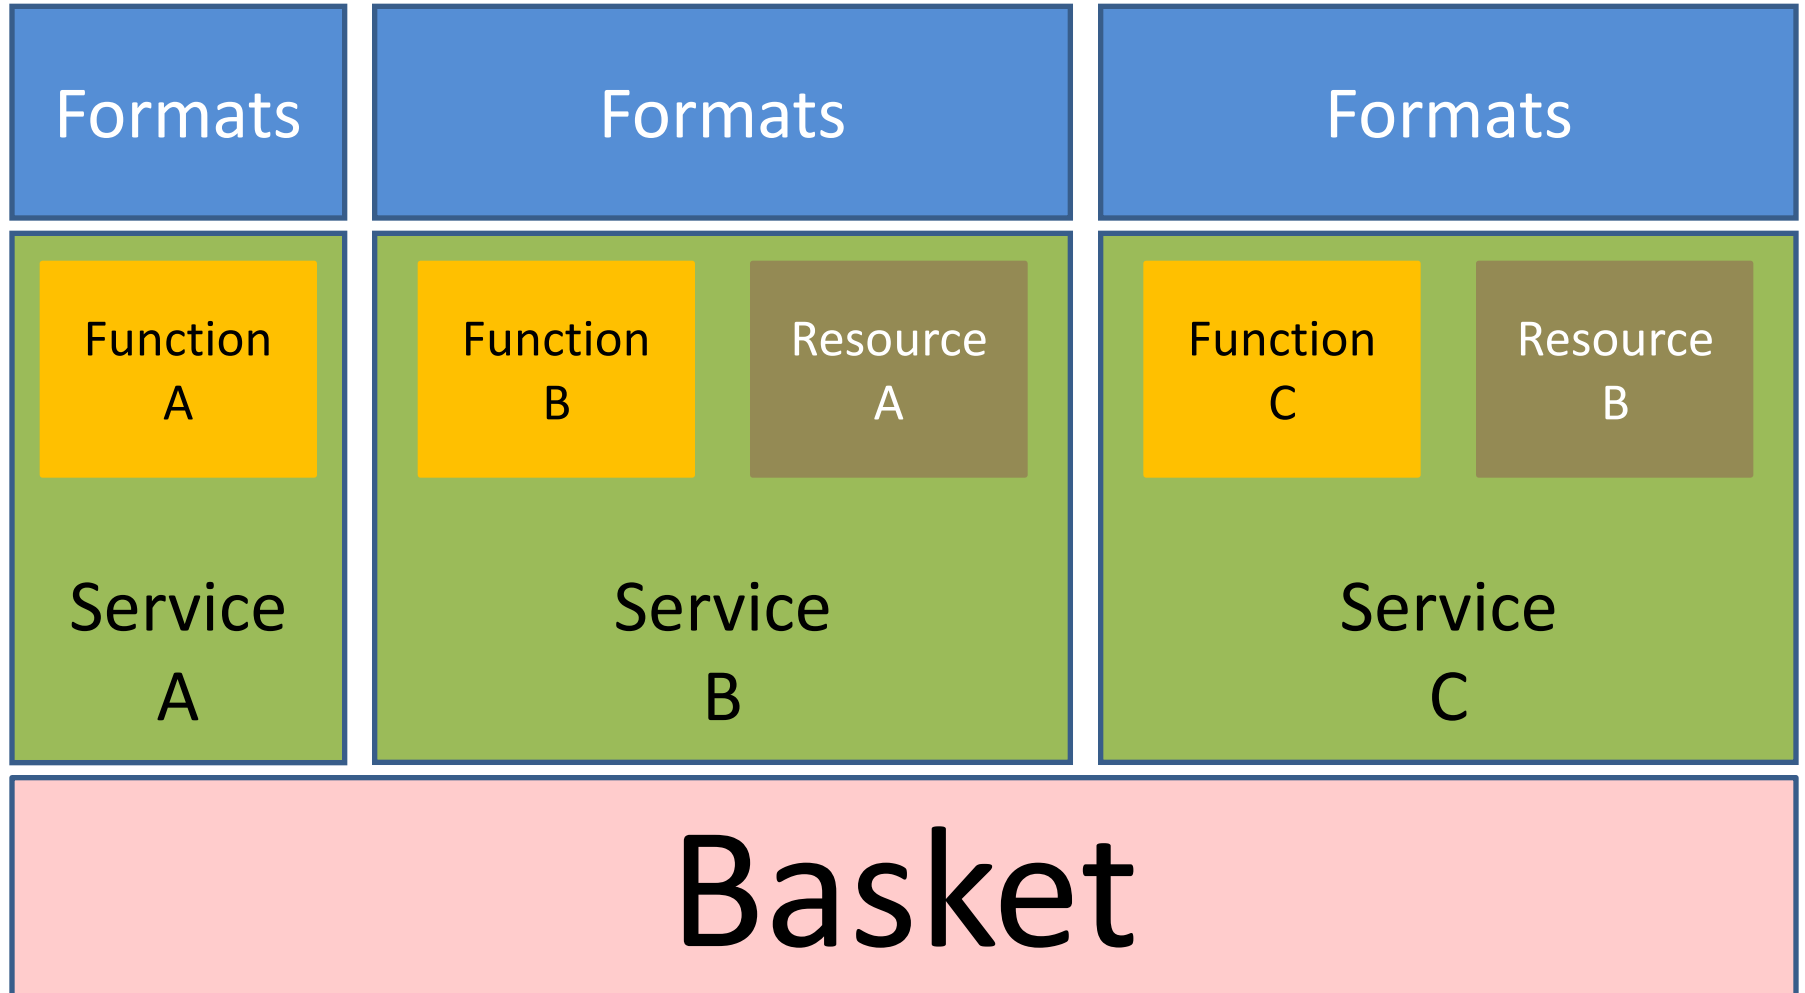 Formats
Formats
Formats
Function
A
Function
B
Resource
A
Function
C
Resource
B
Service
A
Service
B
Service
C
Basket